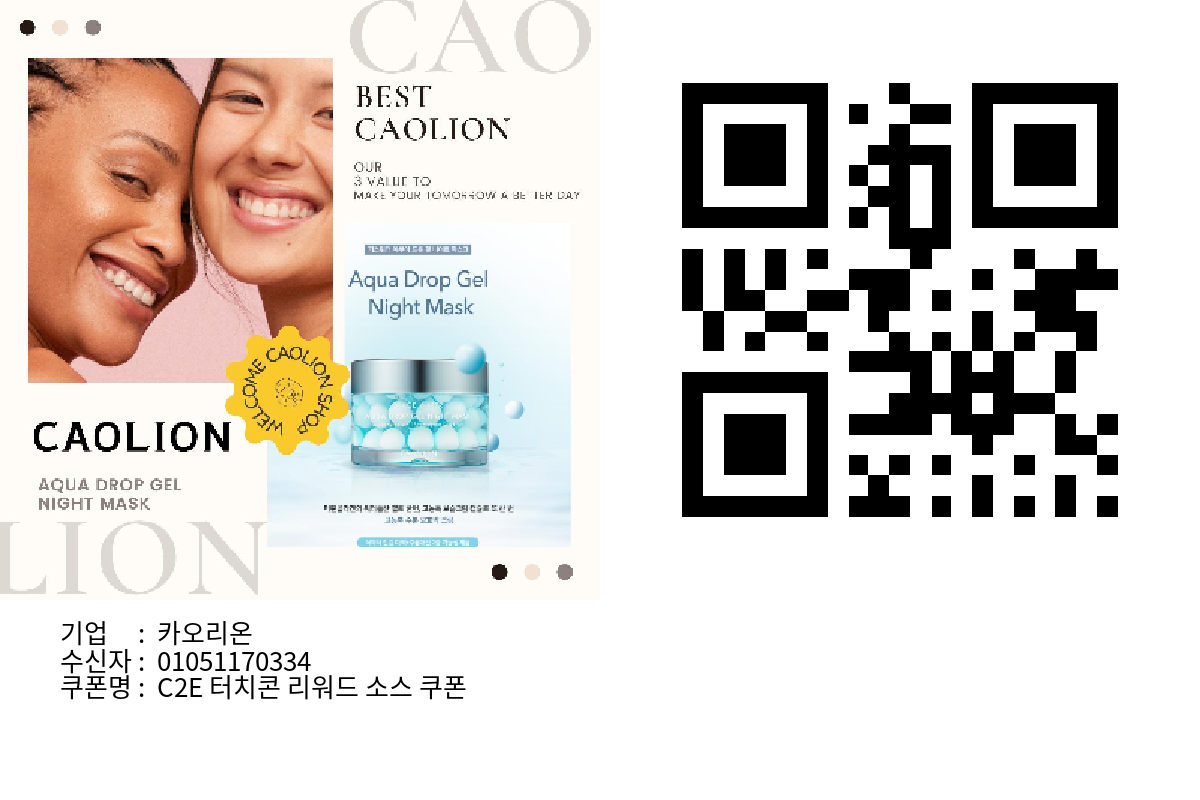 CAO
BEST
CAOLION
OUR
3 VALUE TO
MAKE YOUR TOMORROW A BETTER DAY
Aqua Drop Gel
Night Mask
WELCOME CAOLION SHOP
CAOLION
AQUA DROP GEL
NIGHT MASK
LION
기업 : 카오리온
수신자 : 01051170334
쿠폰명 : C2E 터치콘 리워드 소스 쿠폰